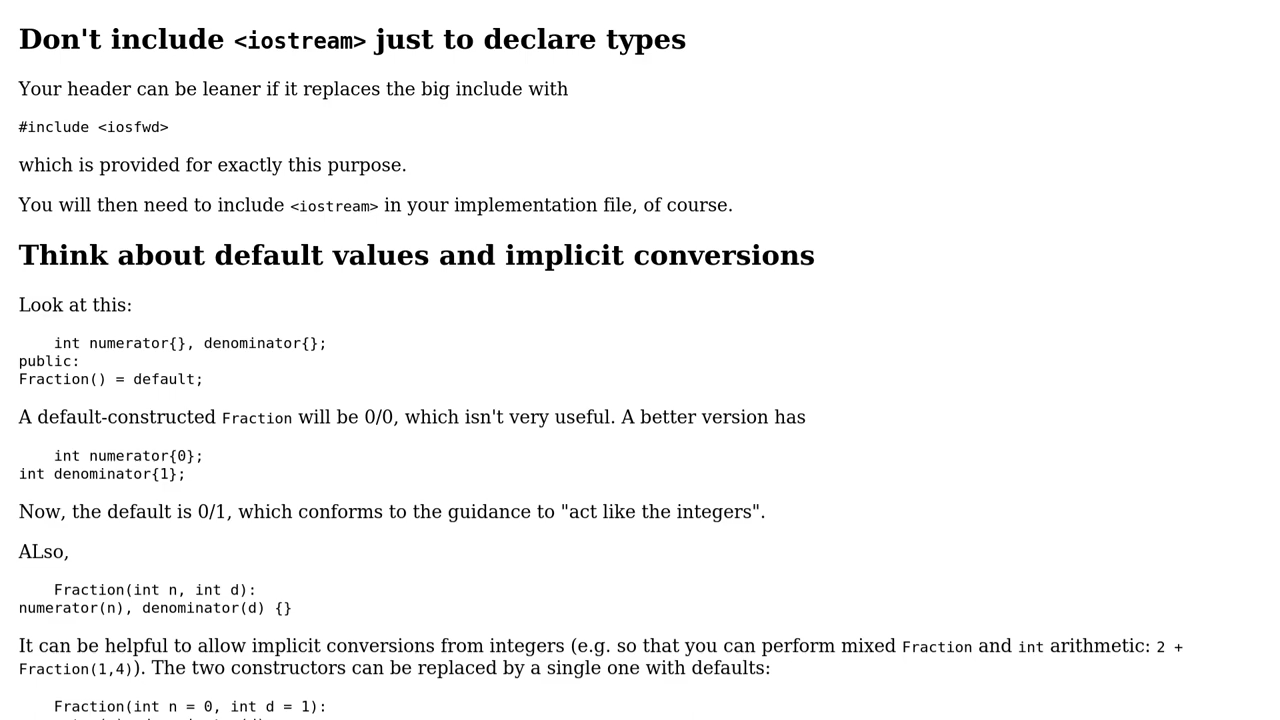 Don't include <iostream> just to declare types
Your header can be leaner if it replaces the big include with
#include <iosfwd>
which is provided for exactly this purpose.
You will then need to include <iostream> in your implementation file, of course.
Think about default values and implicit conversions
Look at this:
    int numerator{}, denominator{};
public:
Fraction() = default;
A default-constructed Fraction will be 0/0, which isn't very useful. A better version has
    int numerator{0};
int denominator{1};
Now, the default is 0/1, which conforms to the guidance to "act like the integers".
ALso,
    Fraction(int n, int d):
numerator(n), denominator(d) {}
It can be helpful to allow implicit conversions from integers (e.g. so that you can perform mixed Fraction and int arithmetic: 2 +
Fraction(1,4)). The two constructors can be replaced by a single one with defaults:
    Fraction(int n = 0, int d = 1):